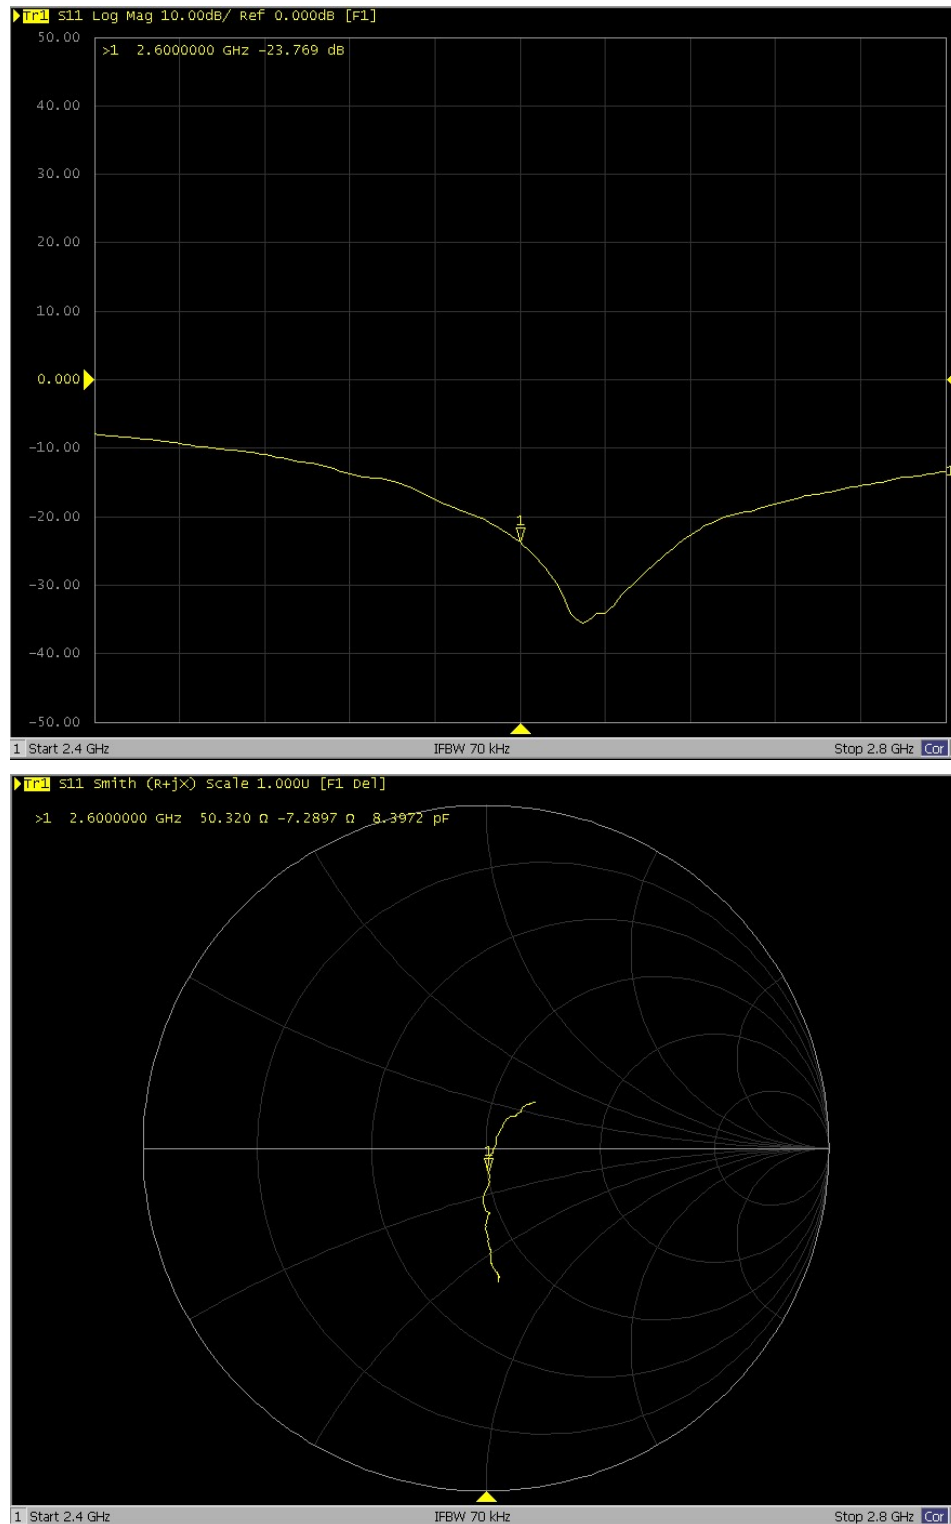 Tr1 S11 Log Mag 10.00dB/ Ref 0.000dB [F1]
50.00
>1 2.6000000 GHz -23.769 dB
40.00
30.00
20.00
10.00
0.000
-10.00
1
-20.00
1
-30.00
-40.00
-50.00
1 Start 2.4 GHz IFBW 70 kHz Stop 2.8 GHz Cor
Tr1 S11 Smith (R+jX) Scale 1.000U [F1 Del]
>1 2.6000000 GHz 50.320 Ω -7.2897 Ω 8.3972 pF
1
1 Start 2.4 GHz IFBW 70 kHz Stop 2.8 GHz Cor